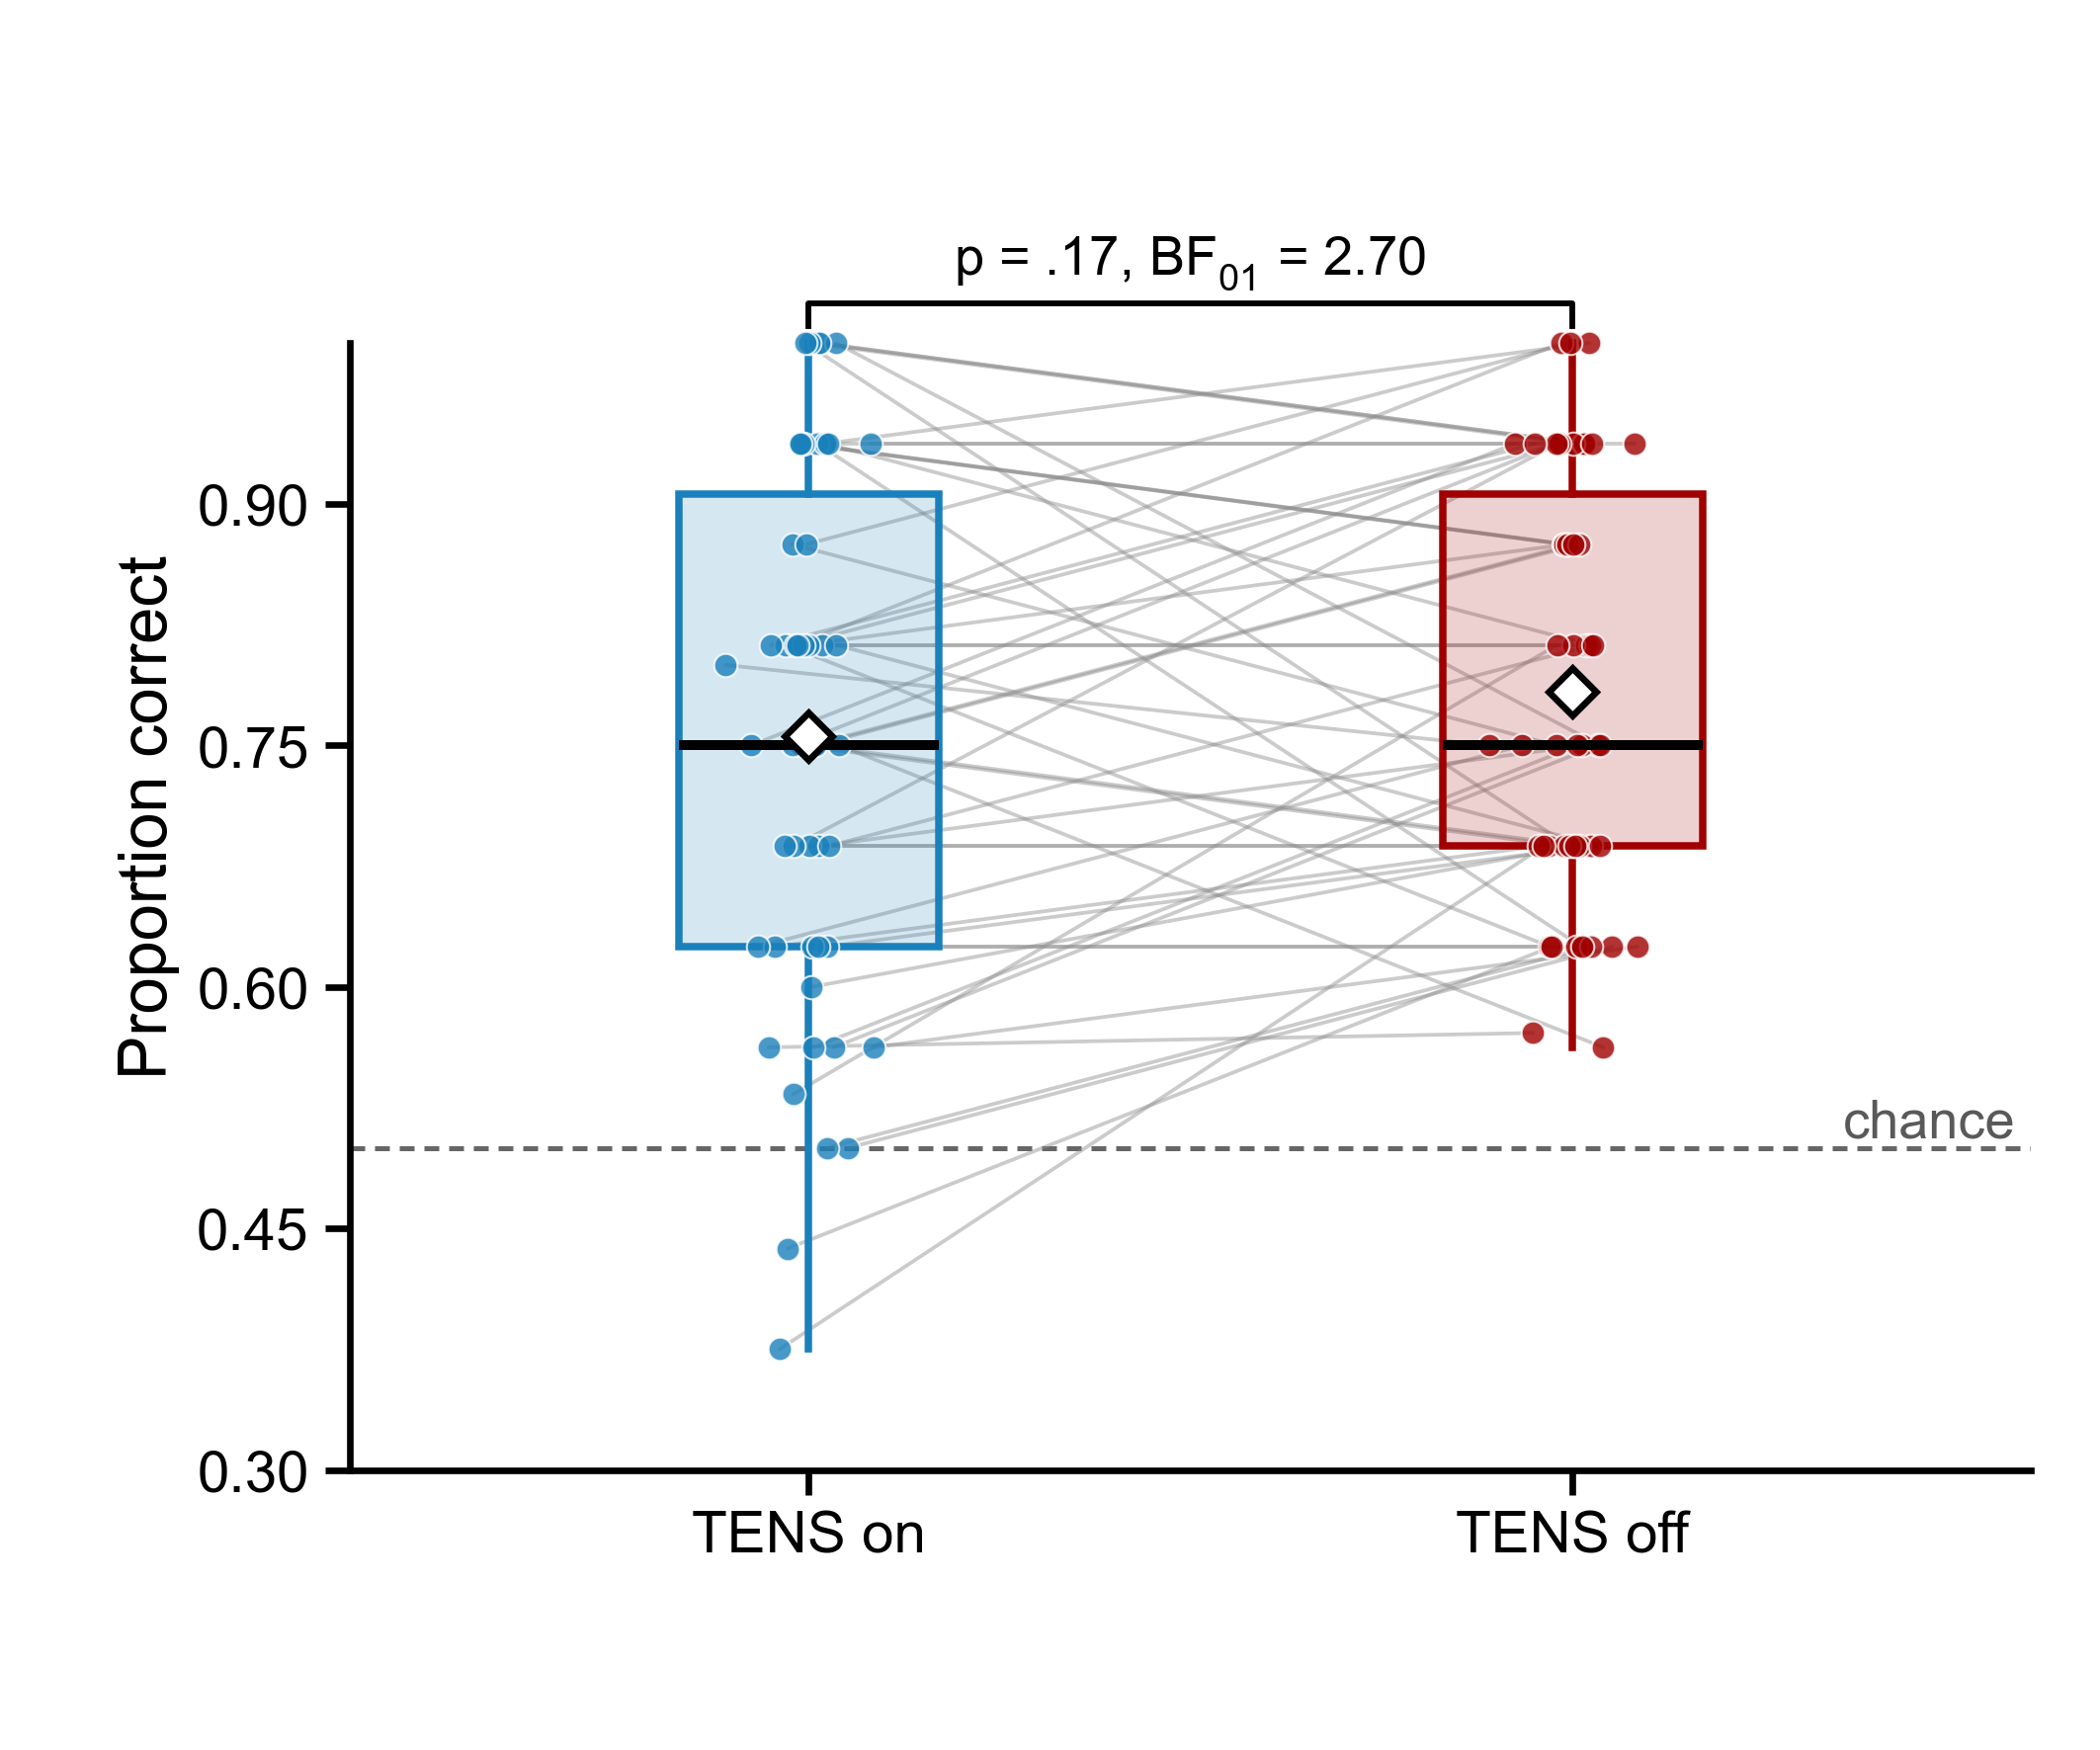 p = .17, BF01 = 2.70
Proportion correct
0.90
0.75
0.60
0.45
0.30
chance
TENS on
TENS off